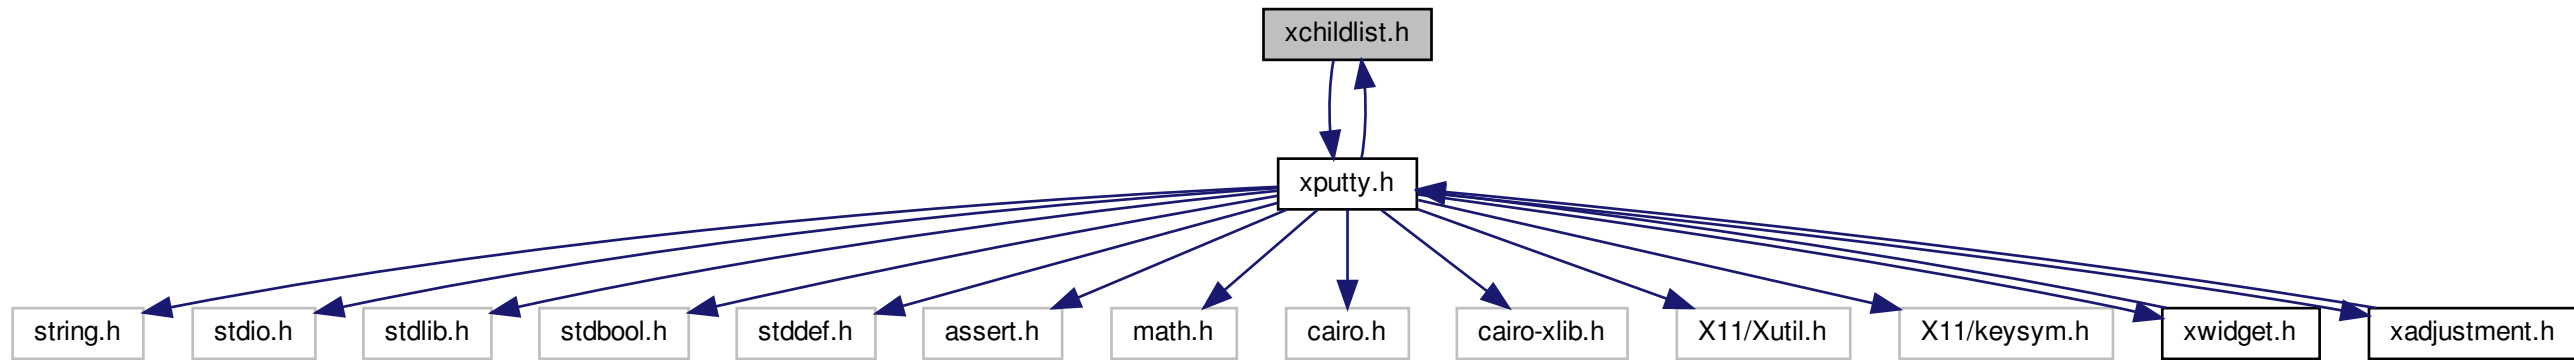 xchildlist.h
xputty.h
string.h
stdio.h
stdlib.h
stdbool.h
stddef.h
assert.h
math.h
cairo.h
cairo-xlib.h
X11/Xutil.h
X11/keysym.h
xwidget.h
xadjustment.h